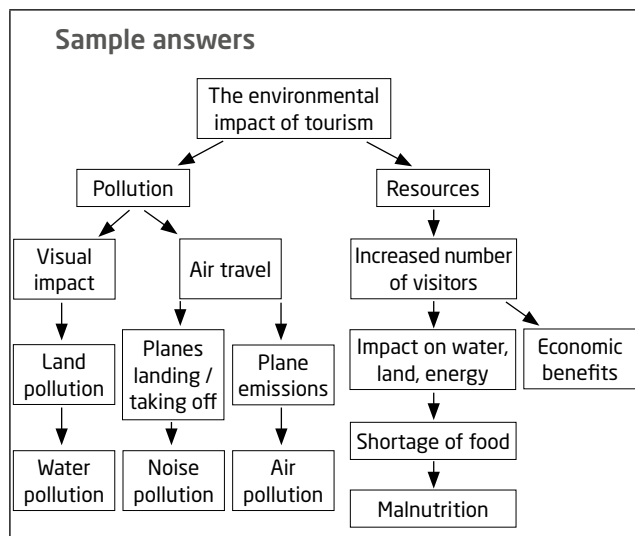 Sample answers
The environmental
impact of tourism
Pollution
Resources
Visual
impact
Air travel
Increased number
of visitors
Land
pollution
Planes
landing /
taking off
Plane
emissions
Impact on water,
land, energy
Economic
benefits
Water
pollution
Noise
pollution
Air
pollution
Shortage of food
Malnutrition